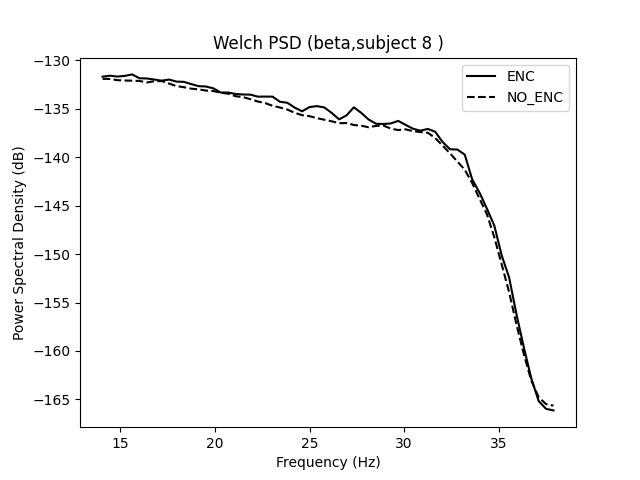 Welch PSD (beta,subject 8 )
ENC
NO_ENC
−130
−135
−140
−145
−150
−155
−160
−165
Power Spectral Density (dB)
15 20 25 30 35
Frequency (Hz)